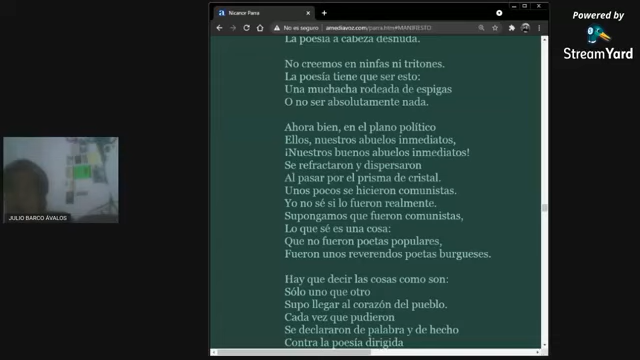 Nicanor Parra
No es seguro
amediavoz.com/parra.htm#MANIFIESTO
La poesía a cabeza desnuda.
No creemos en ninfas ni tritones.
La poesía tiene que ser esto:
Una muchacha rodeada de espigas
O no ser absolutamente nada.
Ahora bien, en el plano político
Ellos, nuestros abuelos inmediatos,
¡Nuestros buenos abuelos inmediatos!
Se refractaron y dispersaron
Al pasar por el prisma de cristal.
Unos pocos se hicieron comunistas.
Yo no sé si lo fueron realmente.
Supongamos que fueron comunistas,
Lo que sé es una cosa:
Que no fueron poetas populares,
Fueron unos reverendos poetas burgueses.
Hay que decir las cosas como son:
Sólo uno que otro
Supo llegar al corazón del pueblo.
Cada vez que pudieron
Se declararon de palabra y de hecho
Contra la poesía dirigida
JULIO BARCO ÁVALOS
Powered by
StreamYard